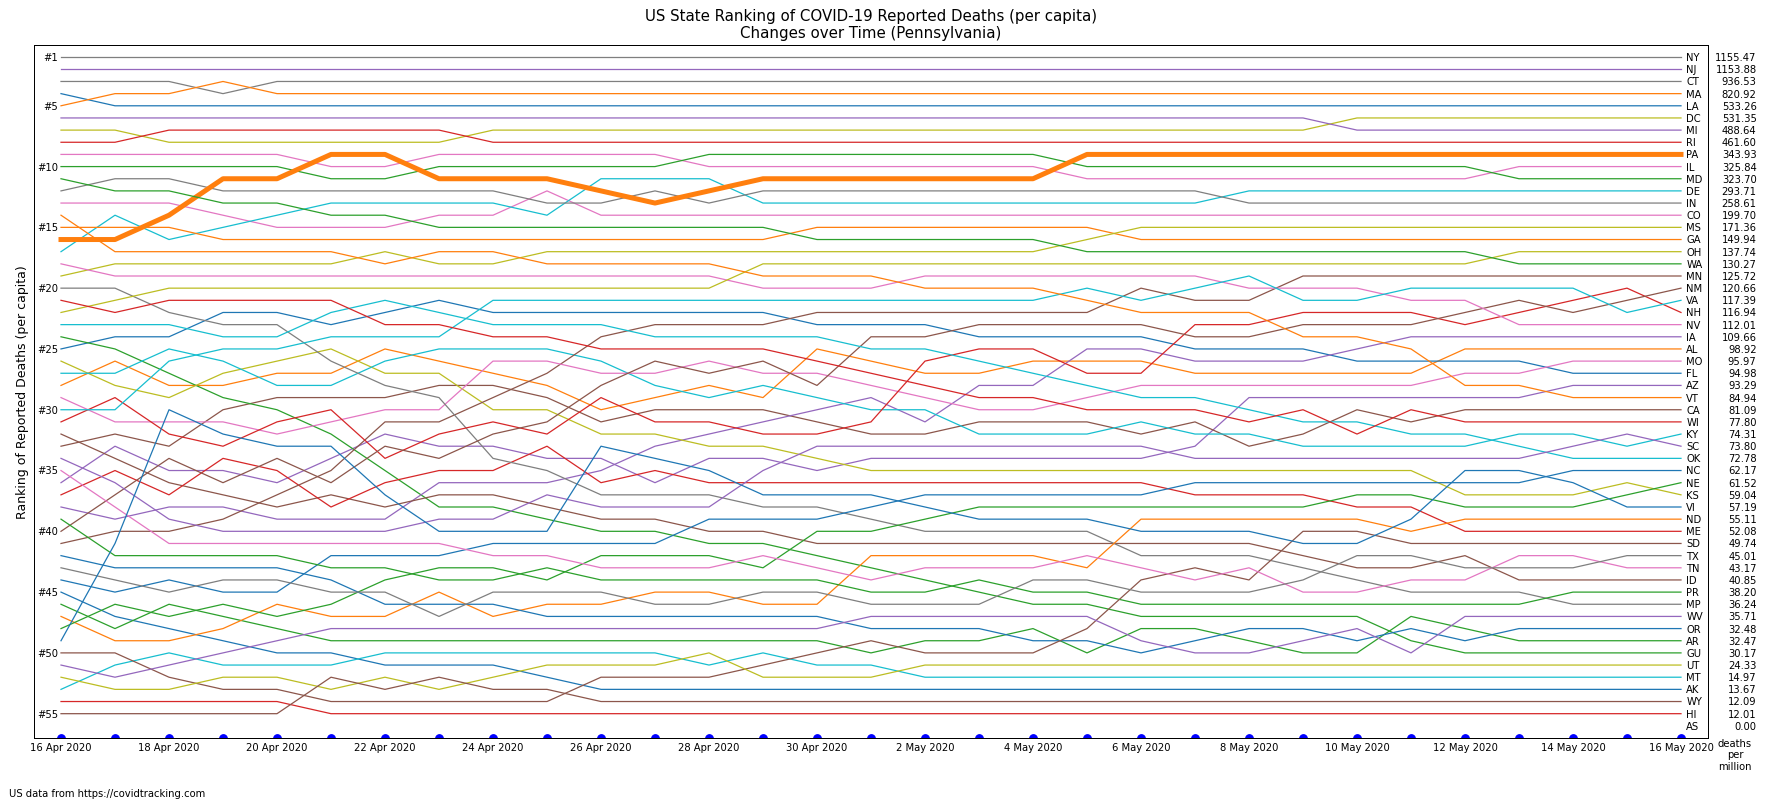 US State Ranking of COVID-19 Reported Deaths (per capita)
Changes over Time (Pennsylvania)
Ranking of Reported Deaths (per capita)
#1
#5
#10
#15
#20
#25
#30
#35
#40
#45
#50
#55
NY 1155.47
NJ 1153.88
CT 936.53
MA 820.92
LA 533.26
DC 531.35
MI 488.64
RI 461.60
PA 343.93
IL 325.84
MD 323.70
DE 293.71
IN 258.61
CO 199.70
MS 171.36
GA 149.94
OH 137.74
WA 130.27
MN 125.72
NM 120.66
VA 117.39
NH 116.94
NV 112.01
IA 109.66
AL 98.92
MO 95.97
FL 94.98
AZ 93.29
VT 84.94
CA 81.09
WI 77.80
KY 74.31
SC 73.80
OK 72.78
NC 62.17
NE 61.52
KS 59.04
VI 57.19
ND 55.11
ME 52.08
SD 49.74
TX 45.01
TN 43.17
ID 40.85
PR 38.20
MP 36.24
WV 35.71
OR 32.48
AR 32.47
GU 30.17
UT 24.33
MT 14.97
AK 13.67
WY 12.09
HI 12.01
AS 0.00
16 Apr 2020 18 Apr 2020 20 Apr 2020 22 Apr 2020 24 Apr 2020 26 Apr 2020 28 Apr 2020 30 Apr 2020 2 May 2020 4 May 2020 6 May 2020 8 May 2020 10 May 2020 12 May 2020 14 May 2020 16 May 2020
deaths
per
million
US data from https://covidtracking.com